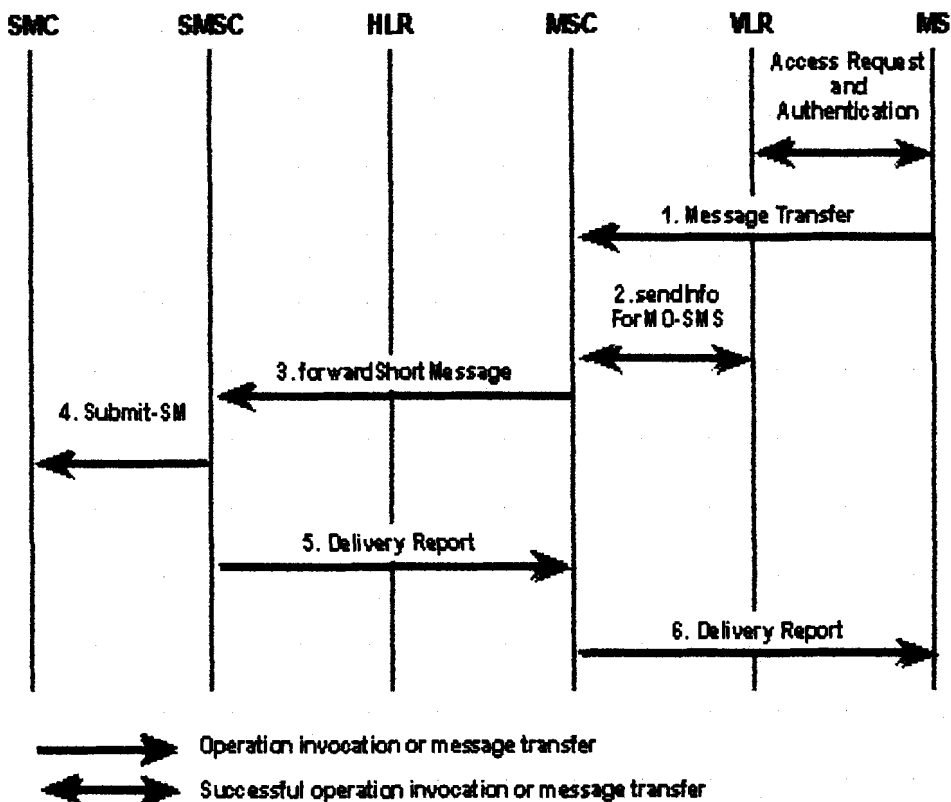 SMC SMSC HLR MSC VLR MS
Access Request
and
Authentication
1. Message Transfer
2. sendInfo
ForMO-SMS
3. forwardShort Message
4. Submit-SM
5. Delivery Report
6. Delivery Report
Operation invocation or message transfer
Successful operation invocation or message transfer